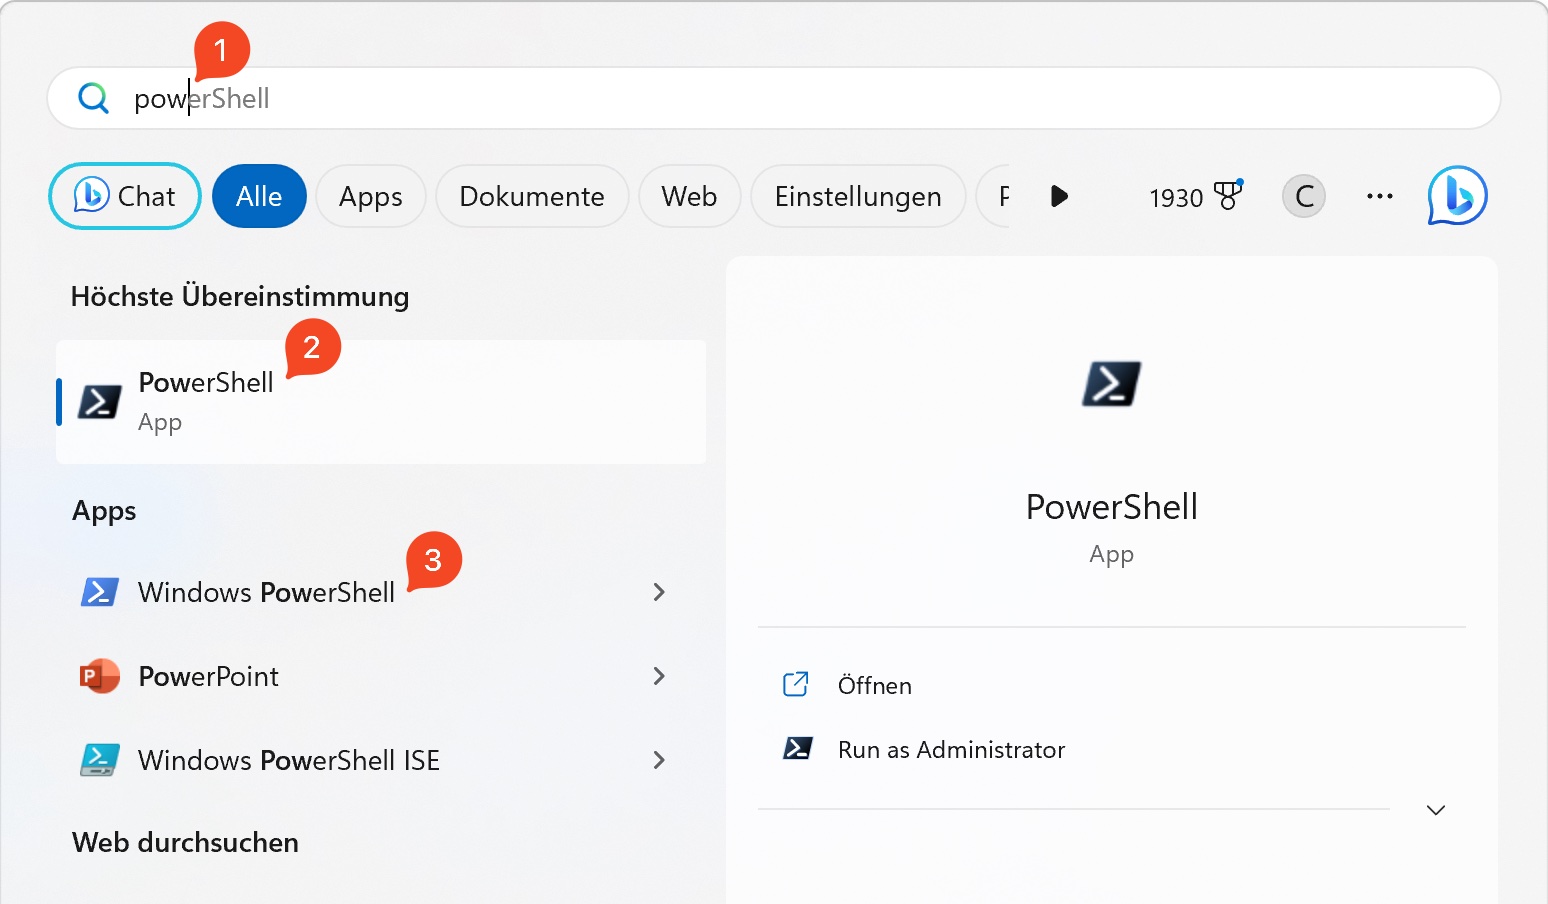 1
powerShell
Chat
Alle
Apps
Dokumente
Web
Einstellungen
1930
C
Höchste Übereinstimmung
2
PowerShell
App
Apps
3
Windows PowerShell
PowerPoint
Windows PowerShell ISE
Web durchsuchen
PowerShell
App
Öffnen
Run as Administrator